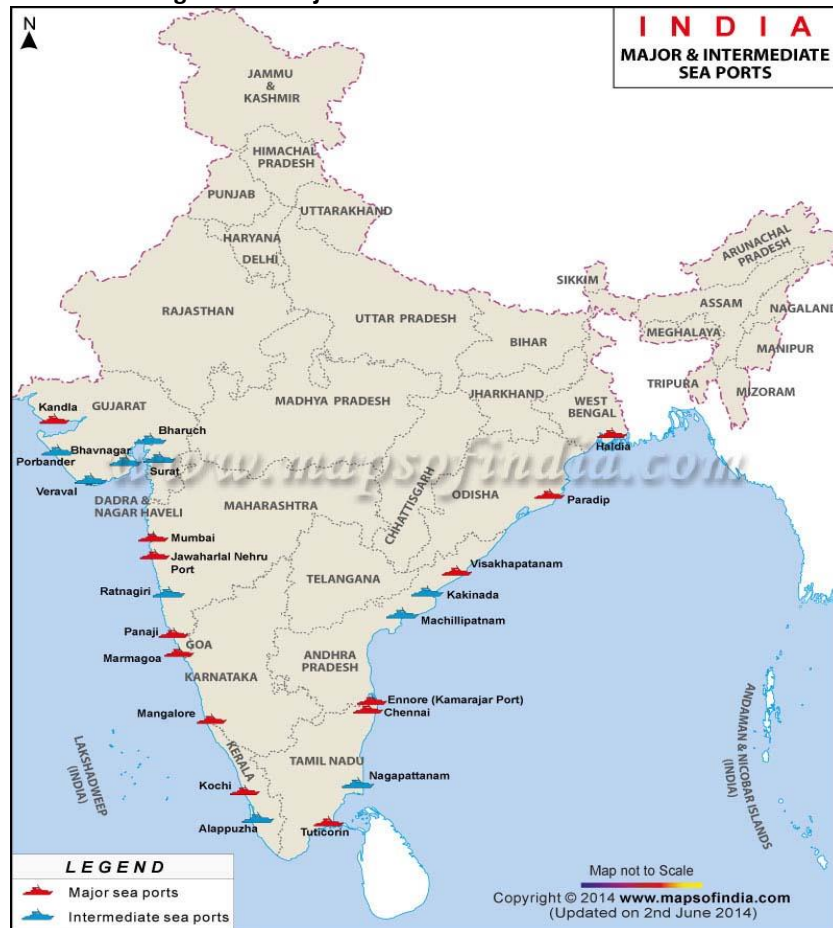 N
I N D I A
MAJOR & INTERMEDIATE
SEA PORTS
JAMMU
&
KASHMIR
HIMACHAL
PRADESH
PUNJAB
UTTARAKHAND
HARYANA
DELHI
ARUNACHAL
PRADESH
SIKKIM
RAJASTHAN
UTTAR PRADESH
ASSAM
NAGALAND
BIHAR
MEGHALAYA
MANIPUR
TRIPURA
MIZORAM
JHARKHAND
WEST
BENGAL
GUJARAT
MADHYA PRADESH
Kandla
Bharuch
Bhavnagar
Porbander
Surat
Veraval
Haldia
www.mapsofindia.com
DADRA &
NAGAR HAVELI
MAHARASHTRA
CHHATTISGARH
ODISHA
Paradip
Mumbai
Jawaharlal Nehru
Port
TELANGANA
Visakhapatanam
Ratnagiri
Kakinada
Machillipatnam
Panaji
GOA
Marmagoa
KARNATAKA
ANDHRA
PRADESH
Ennore (Kamarajar Port)
Chennai
Mangalore
LAKSHADWEEP
(INDIA)
KERALA
TAMIL NADU
Nagapattanam
ANDAMAN & NICOBAR ISLANDS
(INDIA)
Kochi
Alappuzha
Tuticorin
LEGEND
Major sea ports
Intermediate sea ports
Map not to Scale
Copyright © 2014 www.mapsofindia.com
(Updated on 2nd June 2014)